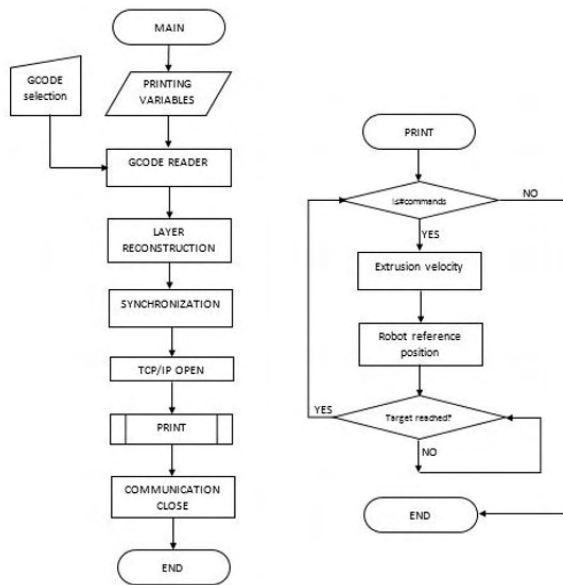 MAIN
GCODE
selection
PRINTING
VARIABLES
GCODE READER
LAYER
RECONSTRUCTION
SYNCHRONIZATION
TCP/IP OPEN
PRINT
COMMUNICATION
CLOSE
END
PRINT
i≤#commands
NO
YES
Extrusion velocity
Robot reference
position
YES
Target reached?
NO
END